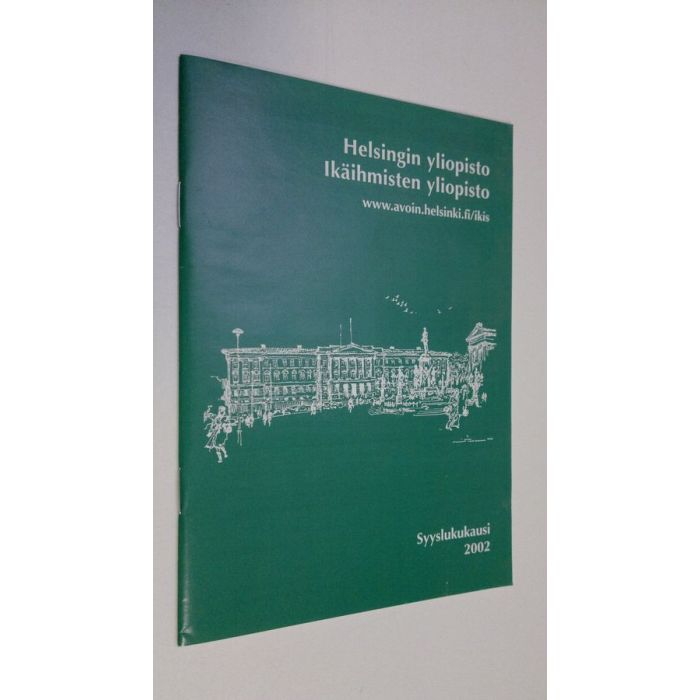 Helsingin yliopisto
Ikäihmisten yliopisto
www.avoin.helsinki.fi/ikis
Syyslukukausi
2002